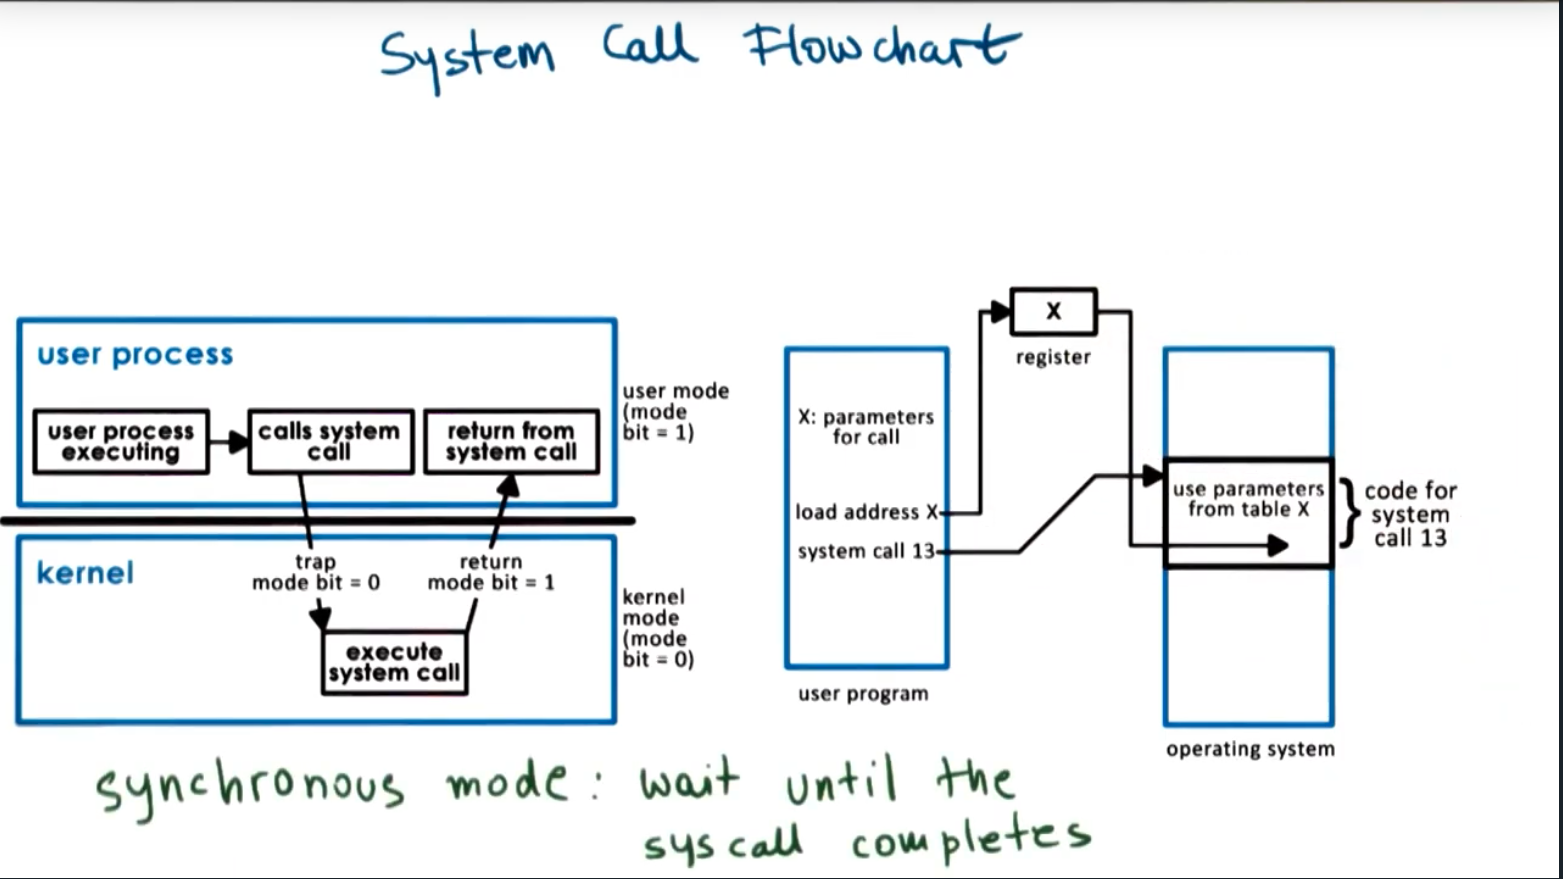 System Call Flowchart
user process
user process
executing
calls system
call
return from
system call
user mode
(mode
bit = 1)
kernel
trap
mode bit = 0
return
mode bit = 1
execute
system call
kernel
mode
(mode
bit = 0)
X
register
X: parameters
for call
load address X
system call 13
user program
use parameters
from table X
} code for
system
call 13
operating system
synchronous mode: wait until the
syscall completes